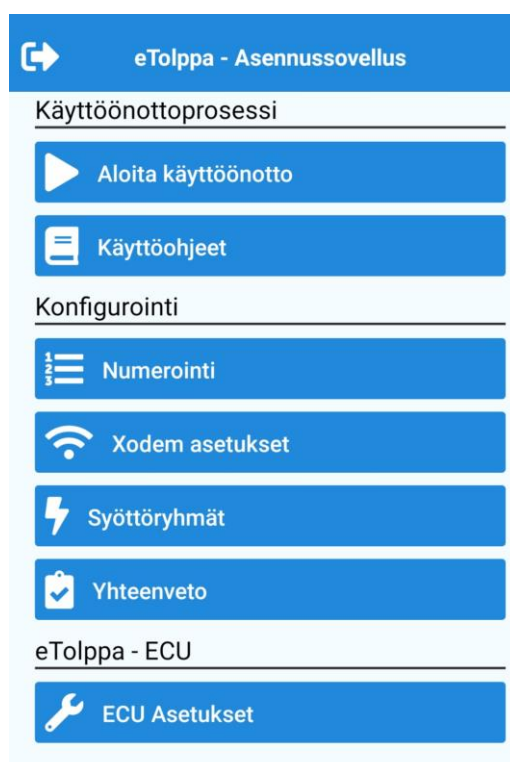 eTolppa - Asennussovellus
Käyttöönottoprosessi
Aloita käyttöönotto
Käyttöohjeet
Konfigurointi
Numerointi
Xodem asetukset
Syöttöryhmät
Yhteenveto
eTolppa - ECU
ECU Asetukset